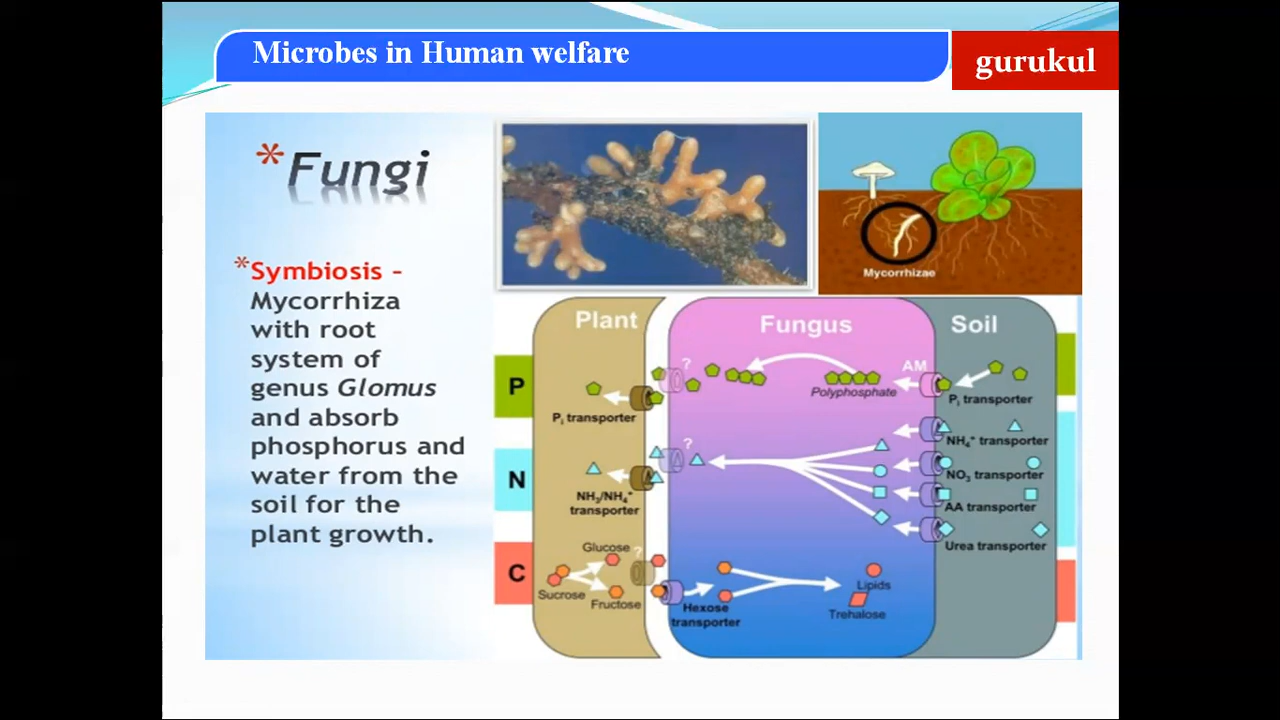 Microbes in Human welfare
gurukul
*Fungi
*Symbiosis -
Mycorrhiza
with root
system of
genus Glomus
and absorb
phosphorus and
water from the
soil for the
plant growth.
Mycorrhizae
Plant
Fungus
Soil
P
?
AM
Polyphosphate
Pi transporter
Pi transporter
NH4+ transporter
N
?
NO3 transporter
NH3/NH4+
transporter
AA transporter
Urea transporter
C
Glucose
?
Sucrose
Fructose
Hexose
transporter
Lipids
Trehalose